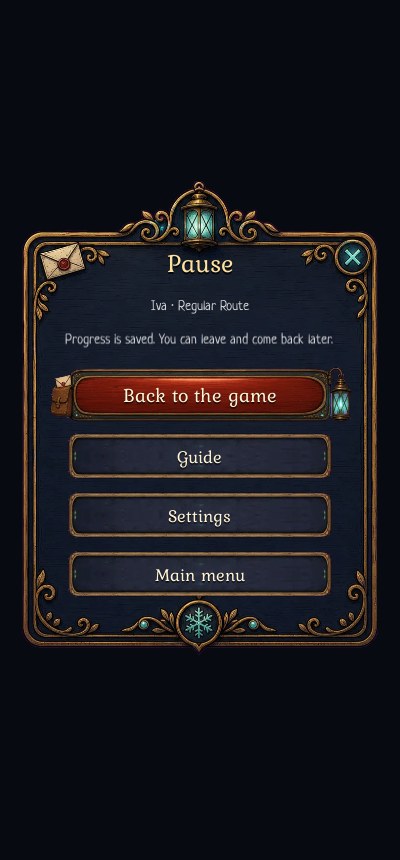 Pause
Iva · Regular Route
Progress is saved. You can leave and come back later.
Back to the game
Guide
Settings
Main menu